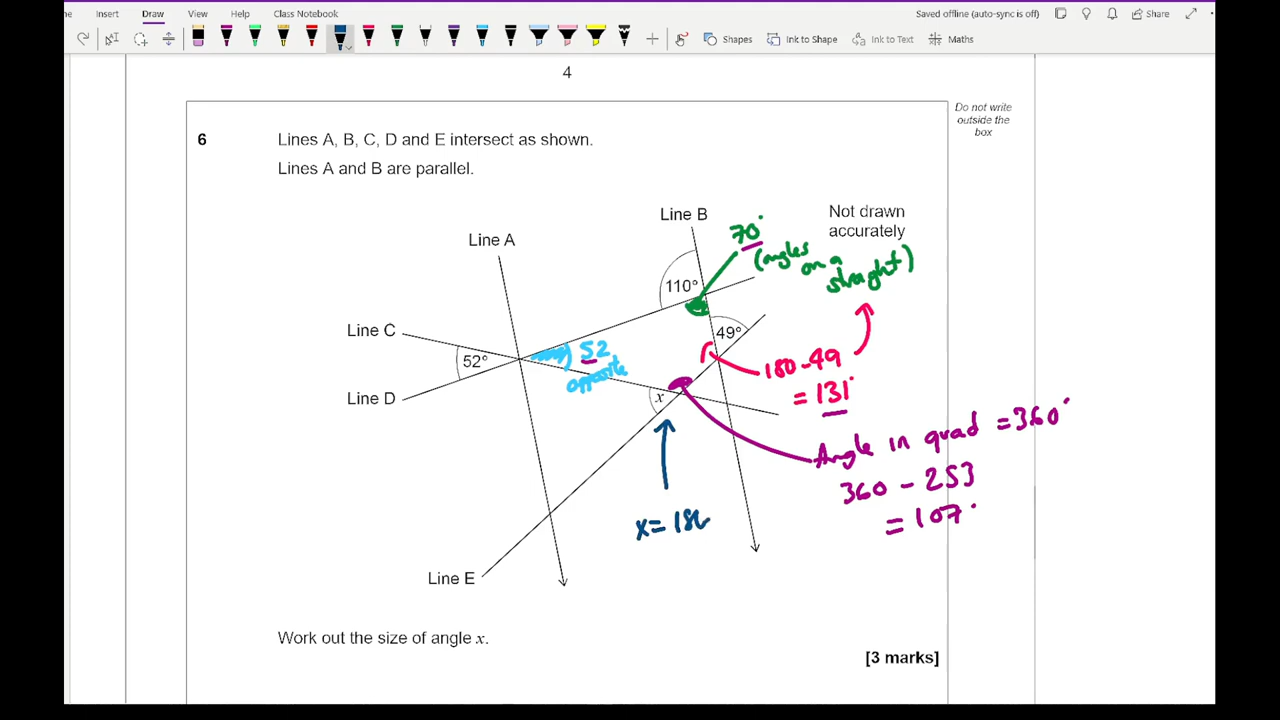 Insert Draw View Help Class Notebook Saved offline (auto-sync is off) Share
Shapes Ink to Shape Ink to Text Maths
4
Do not write
outside the
box
6 Lines A, B, C, D and E intersect as shown.
Lines A and B are parallel.
Line B
Not drawn
accurately
Line A
70°
(angles
on a
straght)
110°
Line C
49°
52°
52
opposite
180-49
= 131°
Line D
x
Angle in quad = 360°
360 - 253
= 107°
x= 180
Line E
Work out the size of angle x.
[3 marks]